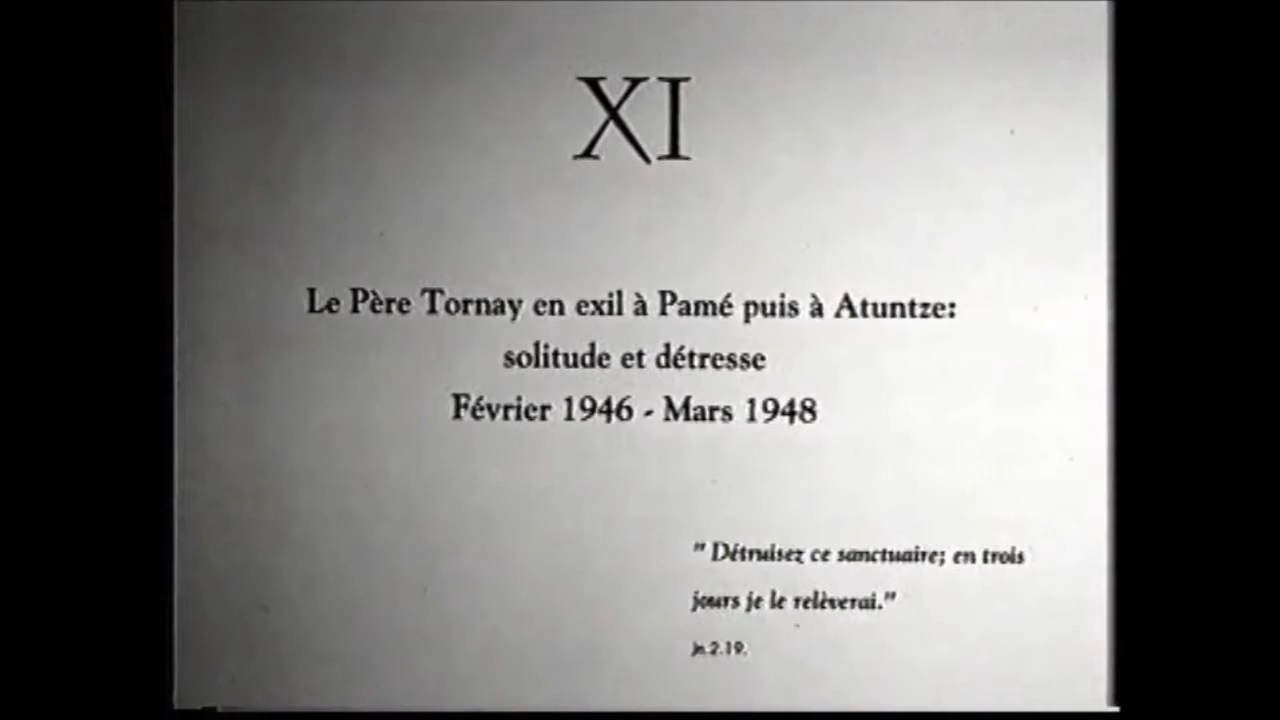 XI
Le Père Tornay en exil à Pamé puis à Atuntze:
solitude et détresse
Février 1946 - Mars 1948
" Détruisez ce sanctuaire; en trois
jours je le relèverai."
Jn.2.19.